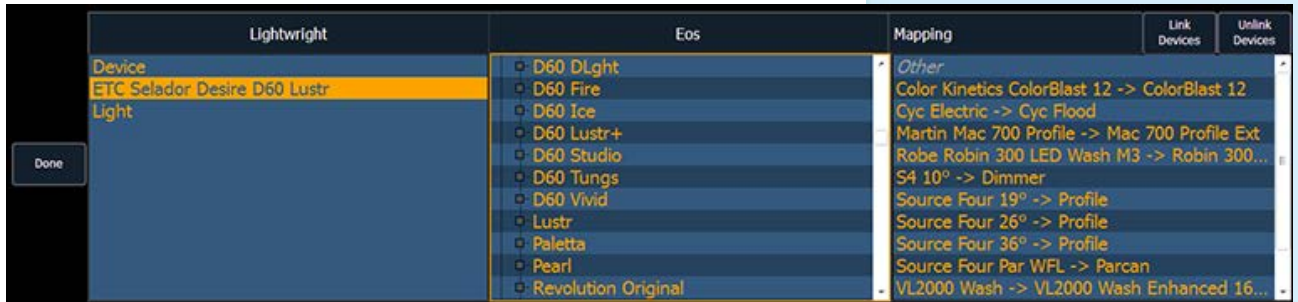 Lightwright
Eos
Mapping
Link Devices
Unlink Devices
Done
Device
ETC Selador Desire D60 Lustr
Light
D60 DLght
D60 Fire
D60 Ice
D60 Lustr+
D60 Studio
D60 Tungs
D60 Vivid
Lustr
Paletta
Pearl
Revolution Original
Other
Color Kinetics ColorBlast 12 -> ColorBlast 12
Cyc Electric -> Cyc Flood
Martin Mac 700 Profile -> Mac 700 Profile Ext
Robe Robin 300 LED Wash M3 -> Robin 300...
S4 10° -> Dimmer
Source Four 19° -> Profile
Source Four 26° -> Profile
Source Four 36° -> Profile
Source Four Par WFL -> Parcan
VL2000 Wash -> VL2000 Wash Enhanced 16...